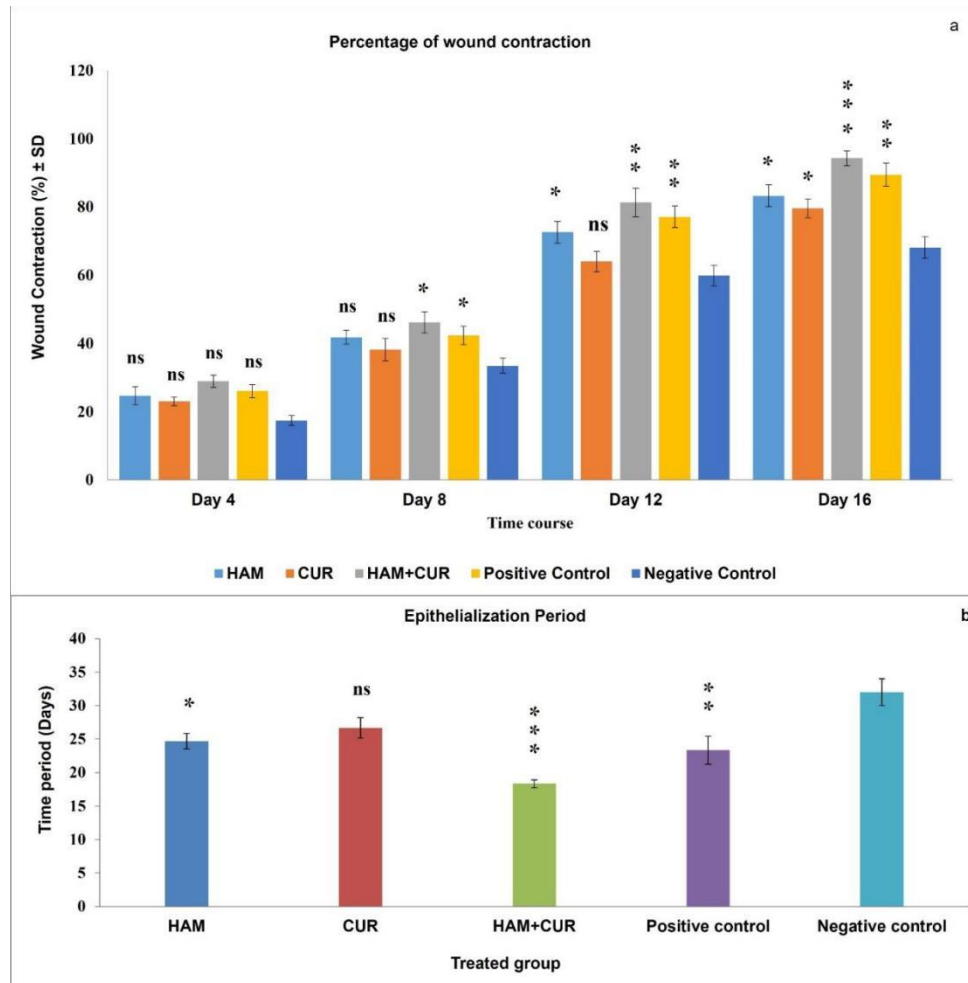 a
Percentage of wound contraction
Wound Contraction (%) ± SD
120
100
80
60
40
20
0
ns ns ns ns
ns ns * *
* ns ** **
* * *** **
Day 4 Day 8 Day 12 Day 16
Time course
HAM CUR HAM+CUR Positive Control Negative Control
b
Epithelialization Period
Time period (Days)
40
35
30
25
20
15
10
5
0
* ns *** **
HAM CUR HAM+CUR Positive control Negative control
Treated group